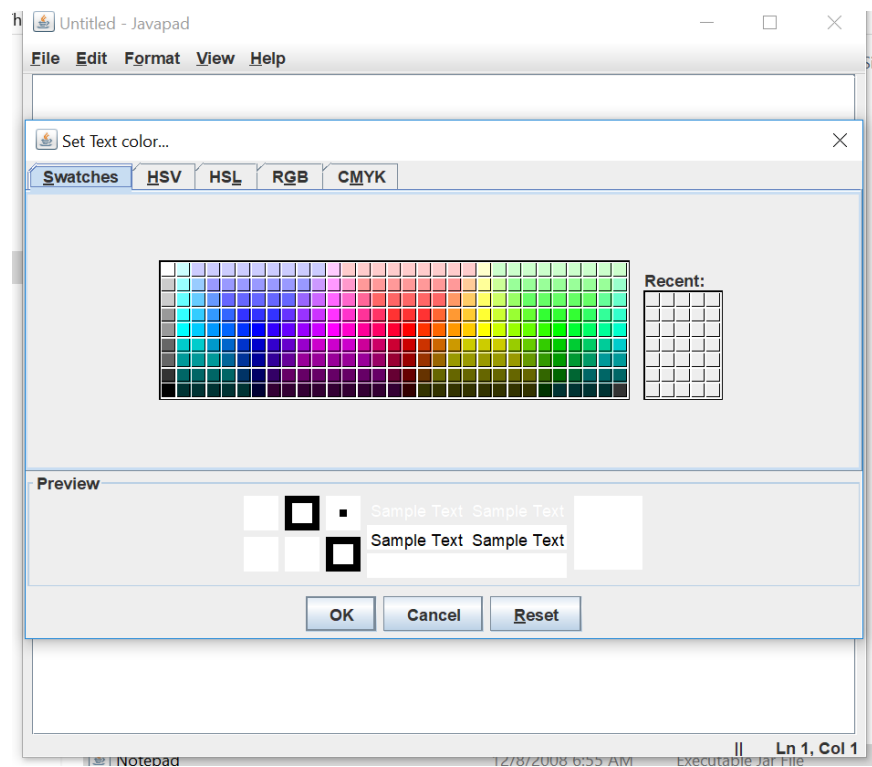 Untitled - Javapad
File Edit Format View Help
Set Text color...
Swatches HSV HSL RGB CMYK
Recent:
Preview
Sample Text Sample Text
Sample Text Sample Text
OK Cancel Reset
|| Ln 1, Col 1
Notepad 12/8/2008 6:55 AM Executable Jar File